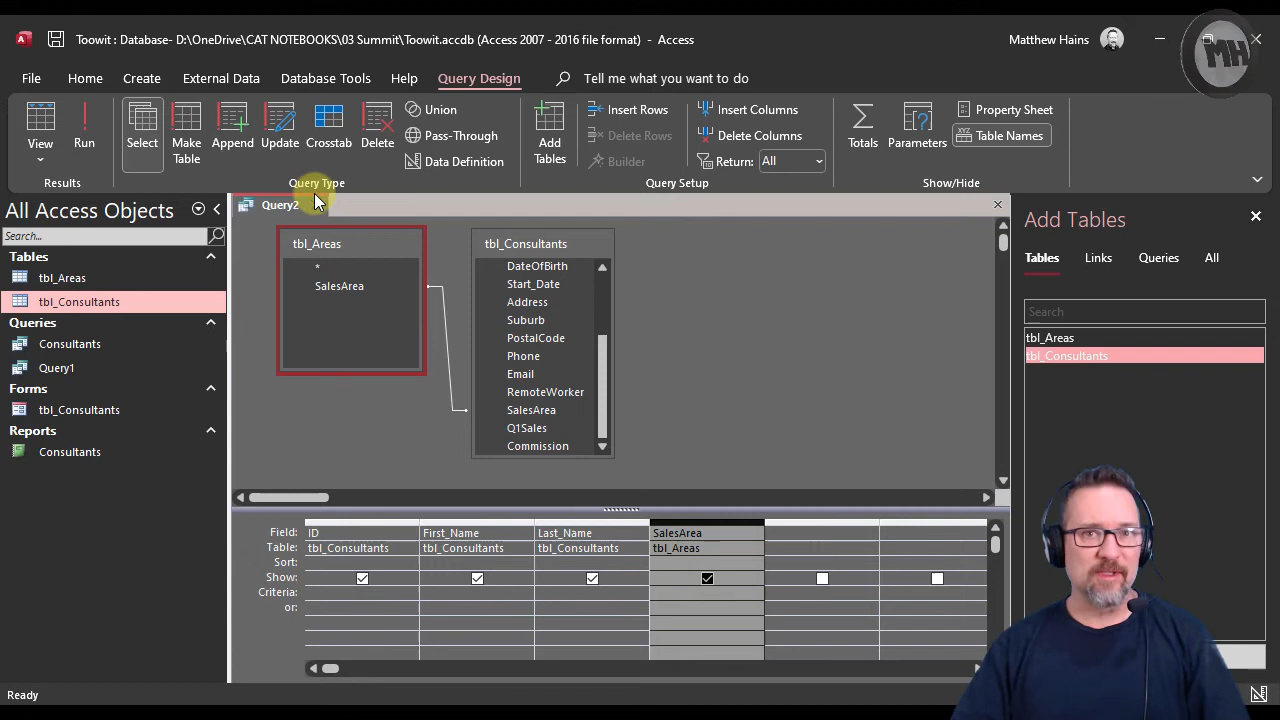 Toowit : Database- D:\OneDrive\CAT NOTEBOOKS\03 Summit\Toowit.accdb (Access 2007 - 2016 file format) - Access
Matthew Hains
MH
File
Home
Create
External Data
Database Tools
Help
Query Design
Tell me what you want to do
View
Run
Results
Select
Make Table
Append
Update
Crosstab
Delete
Union
Pass-Through
Data Definition
Query Type
Add Tables
Insert Rows
Delete Rows
Builder
Insert Columns
Delete Columns
Return: All
Query Setup
Totals
Parameters
Property Sheet
Table Names
Show/Hide
All Access Objects
Search...
Tables
tbl_Areas
tbl_Consultants
Queries
Consultants
Query1
Forms
tbl_Consultants
Reports
Consultants
Query2
tbl_Areas
*
SalesArea
tbl_Consultants
DateOfBirth
Start_Date
Address
Suburb
PostalCode
Phone
Email
RemoteWorker
SalesArea
Q1Sales
Commission
Field: ID First_Name Last_Name SalesArea
Table: tbl_Consultants tbl_Consultants tbl_Consultants tbl_Areas
Sort:
Show:
Criteria:
or:
Add Tables
Tables Links Queries All
Search
tbl_Areas
tbl_Consultants
Ready